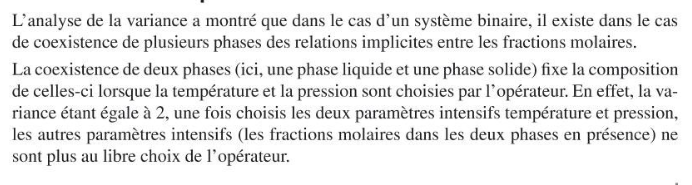 L'analyse de la variance a montré que dans le cas d'un système binaire, il existe dans le cas
de coexistence de plusieurs phases des relations implicites entre les fractions molaires.
La coexistence de deux phases (ici, une phase liquide et une phase solide) fixe la composition
de celles-ci lorsque la température et la pression sont choisies par l'opérateur. En effet, la va-
riance étant égale à 2, une fois choisis les deux paramètres intensifs température et pression,
les autres paramètres intensifs (les fractions molaires dans les deux phases en présence) ne
sont plus au libre choix de l'opérateur.